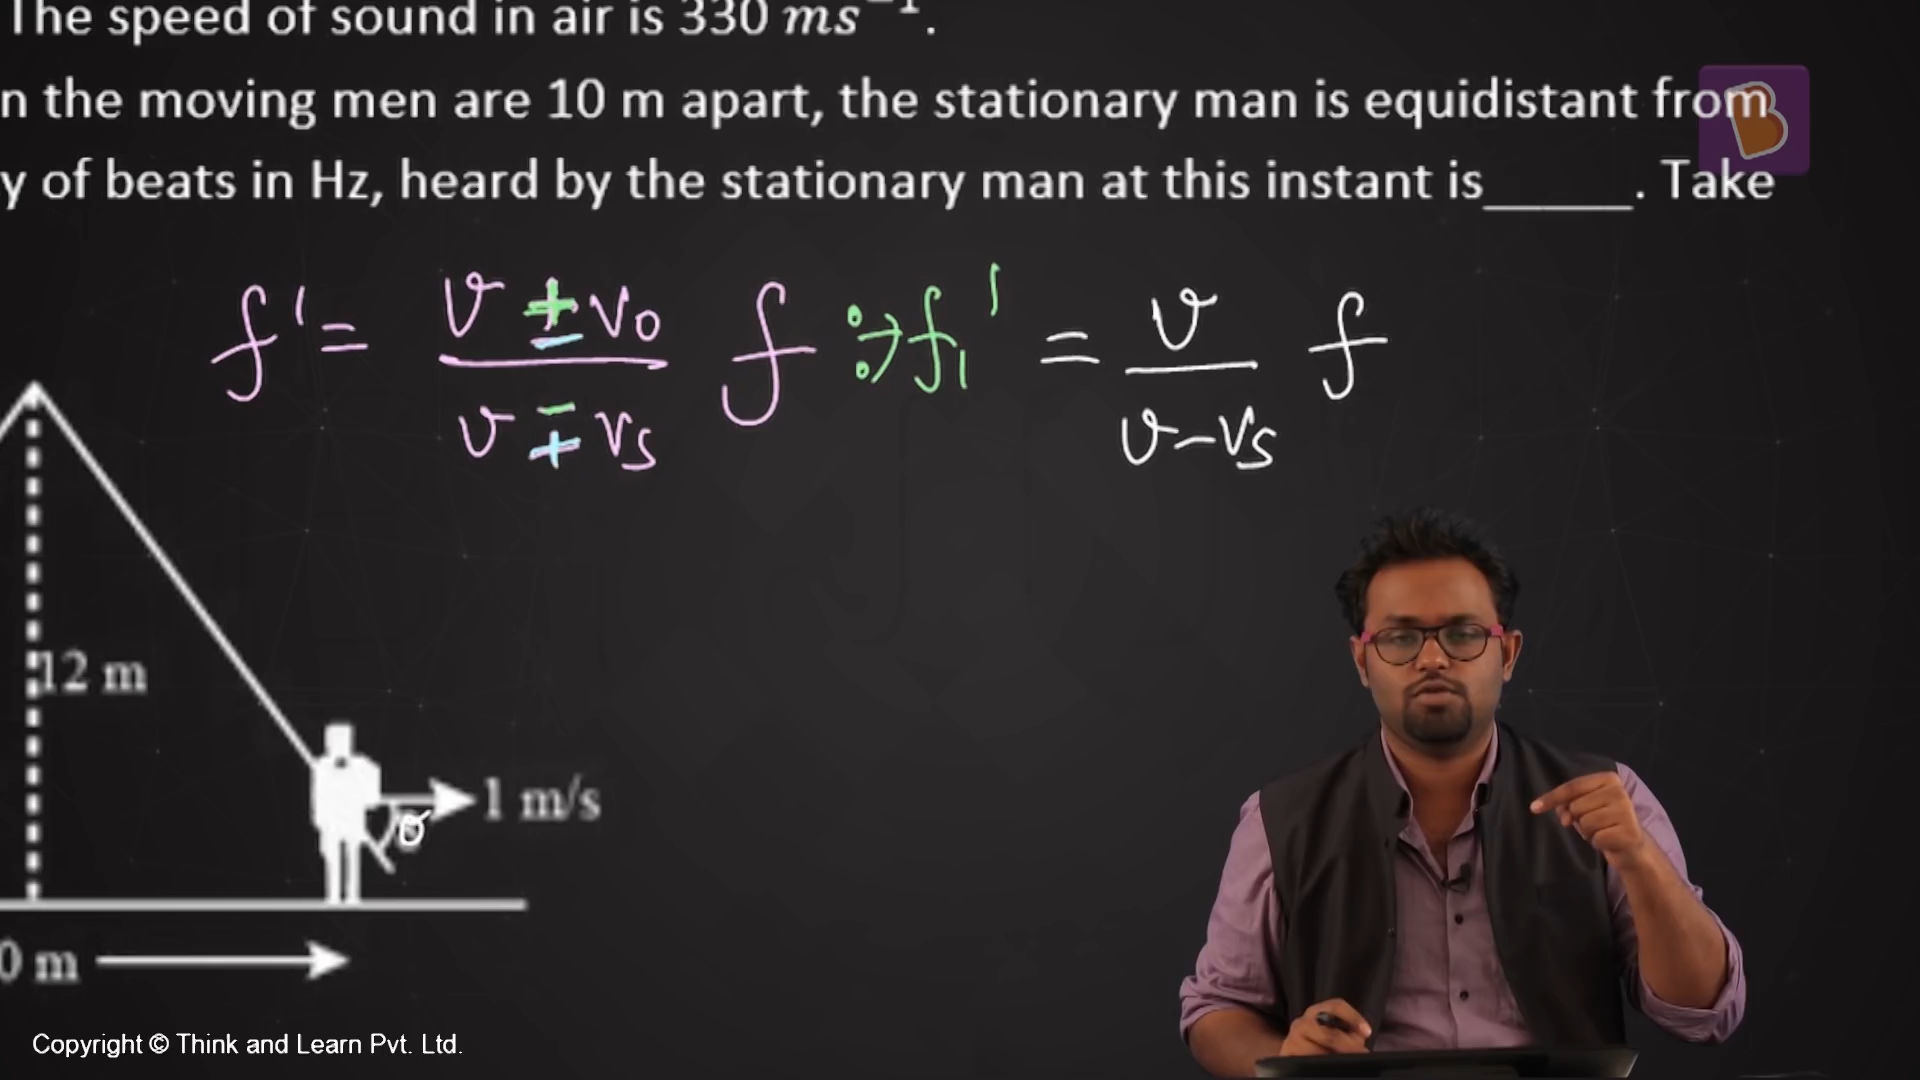 The speed of sound in air is 330 ms⁻¹.
n the moving men are 10 m apart, the stationary man is equidistant from
y of beats in Hz, heard by the stationary man at this instant is______. Take
f' = (v ± v₀)/(v ∓ vₛ) f ∴ f₁' = v/(v − vₛ) f
12 m
1 m/s
θ
0 m
B
Copyright © Think and Learn Pvt. Ltd.